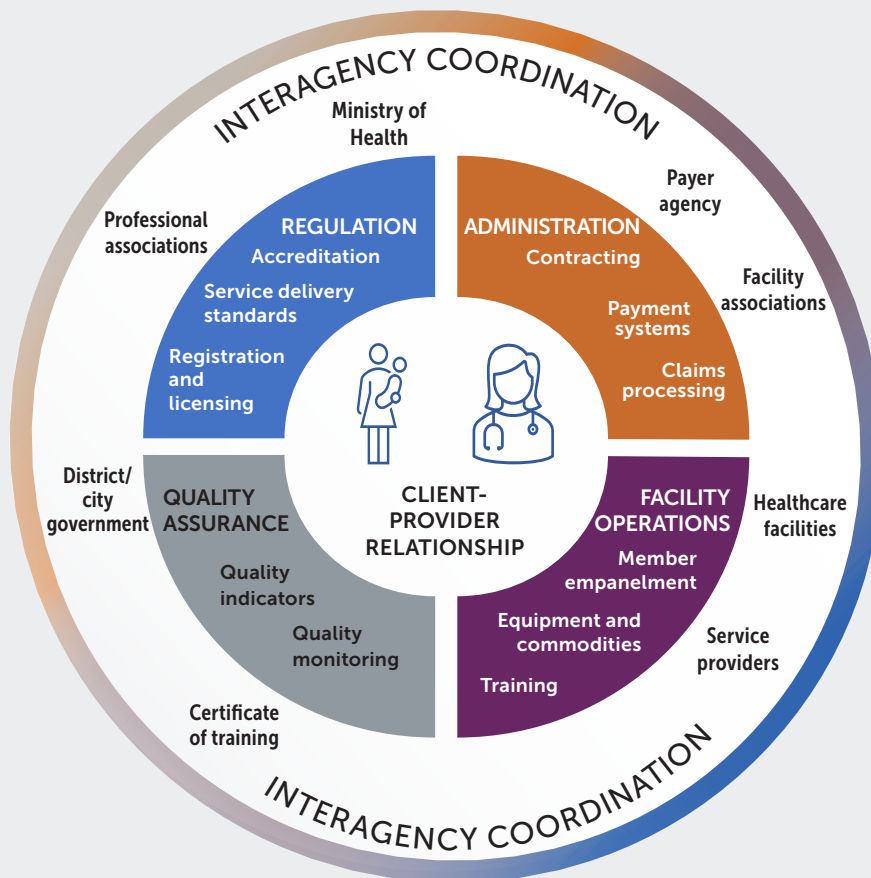 INTERAGENCY COORDINATION
Ministry of
Health
Professional
associations
Payer
agency
Facility
associations
REGULATION
Accreditation
Service delivery
standards
Registration
and
licensing
ADMINISTRATION
Contracting
Payment
systems
Claims
processing
CLIENT-
PROVIDER
RELATIONSHIP
District/
city
government
QUALITY
ASSURANCE
Quality
indicators
Quality
monitoring
Certificate
of training
FACILITY
OPERATIONS
Member
empanelment
Equipment and
commodities
Training
Healthcare
facilities
Service
providers
INTERAGENCY COORDINATION